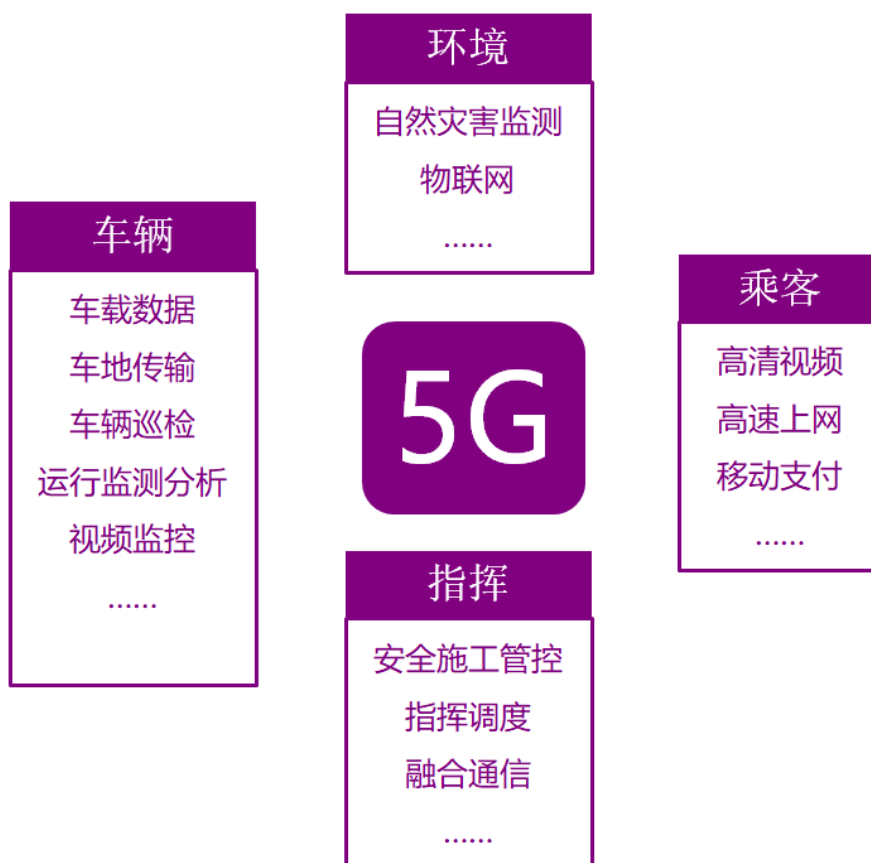 环境
自然灾害监测
物联网
......
车辆
车载数据
车地传输
车辆巡检
运行监测分析
视频监控
......
5G
乘客
高清视频
高速上网
移动支付
......
指挥
安全施工管控
指挥调度
融合通信
......